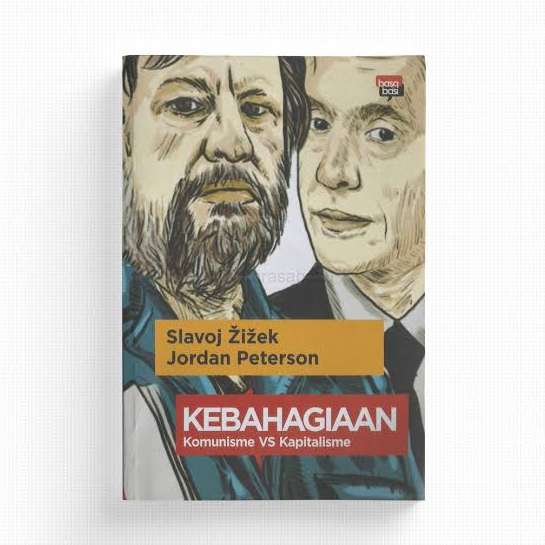 basa
basi
Slavoj Žižek
Jordan Peterson
KEBAHAGIAAN
Komunisme VS Kapitalisme